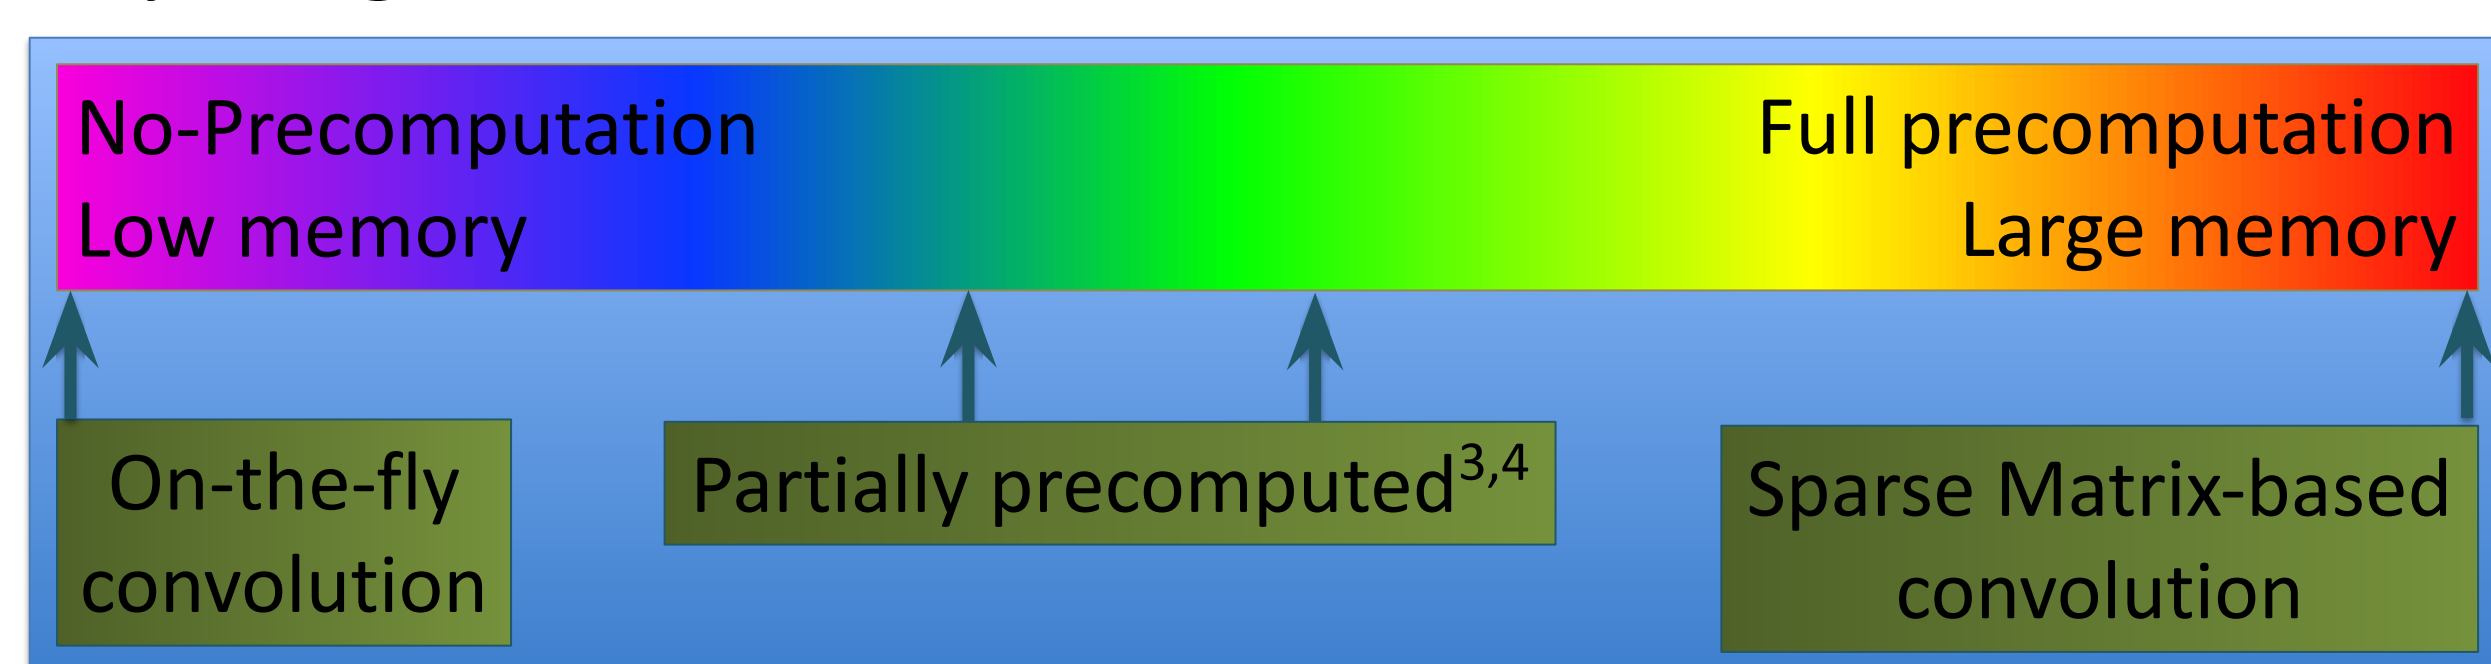 No-Precomputation
Low memory
Full precomputation
Large memory
On-the-fly
convolution
Partially precomputed3,4
Sparse Matrix-based
convolution